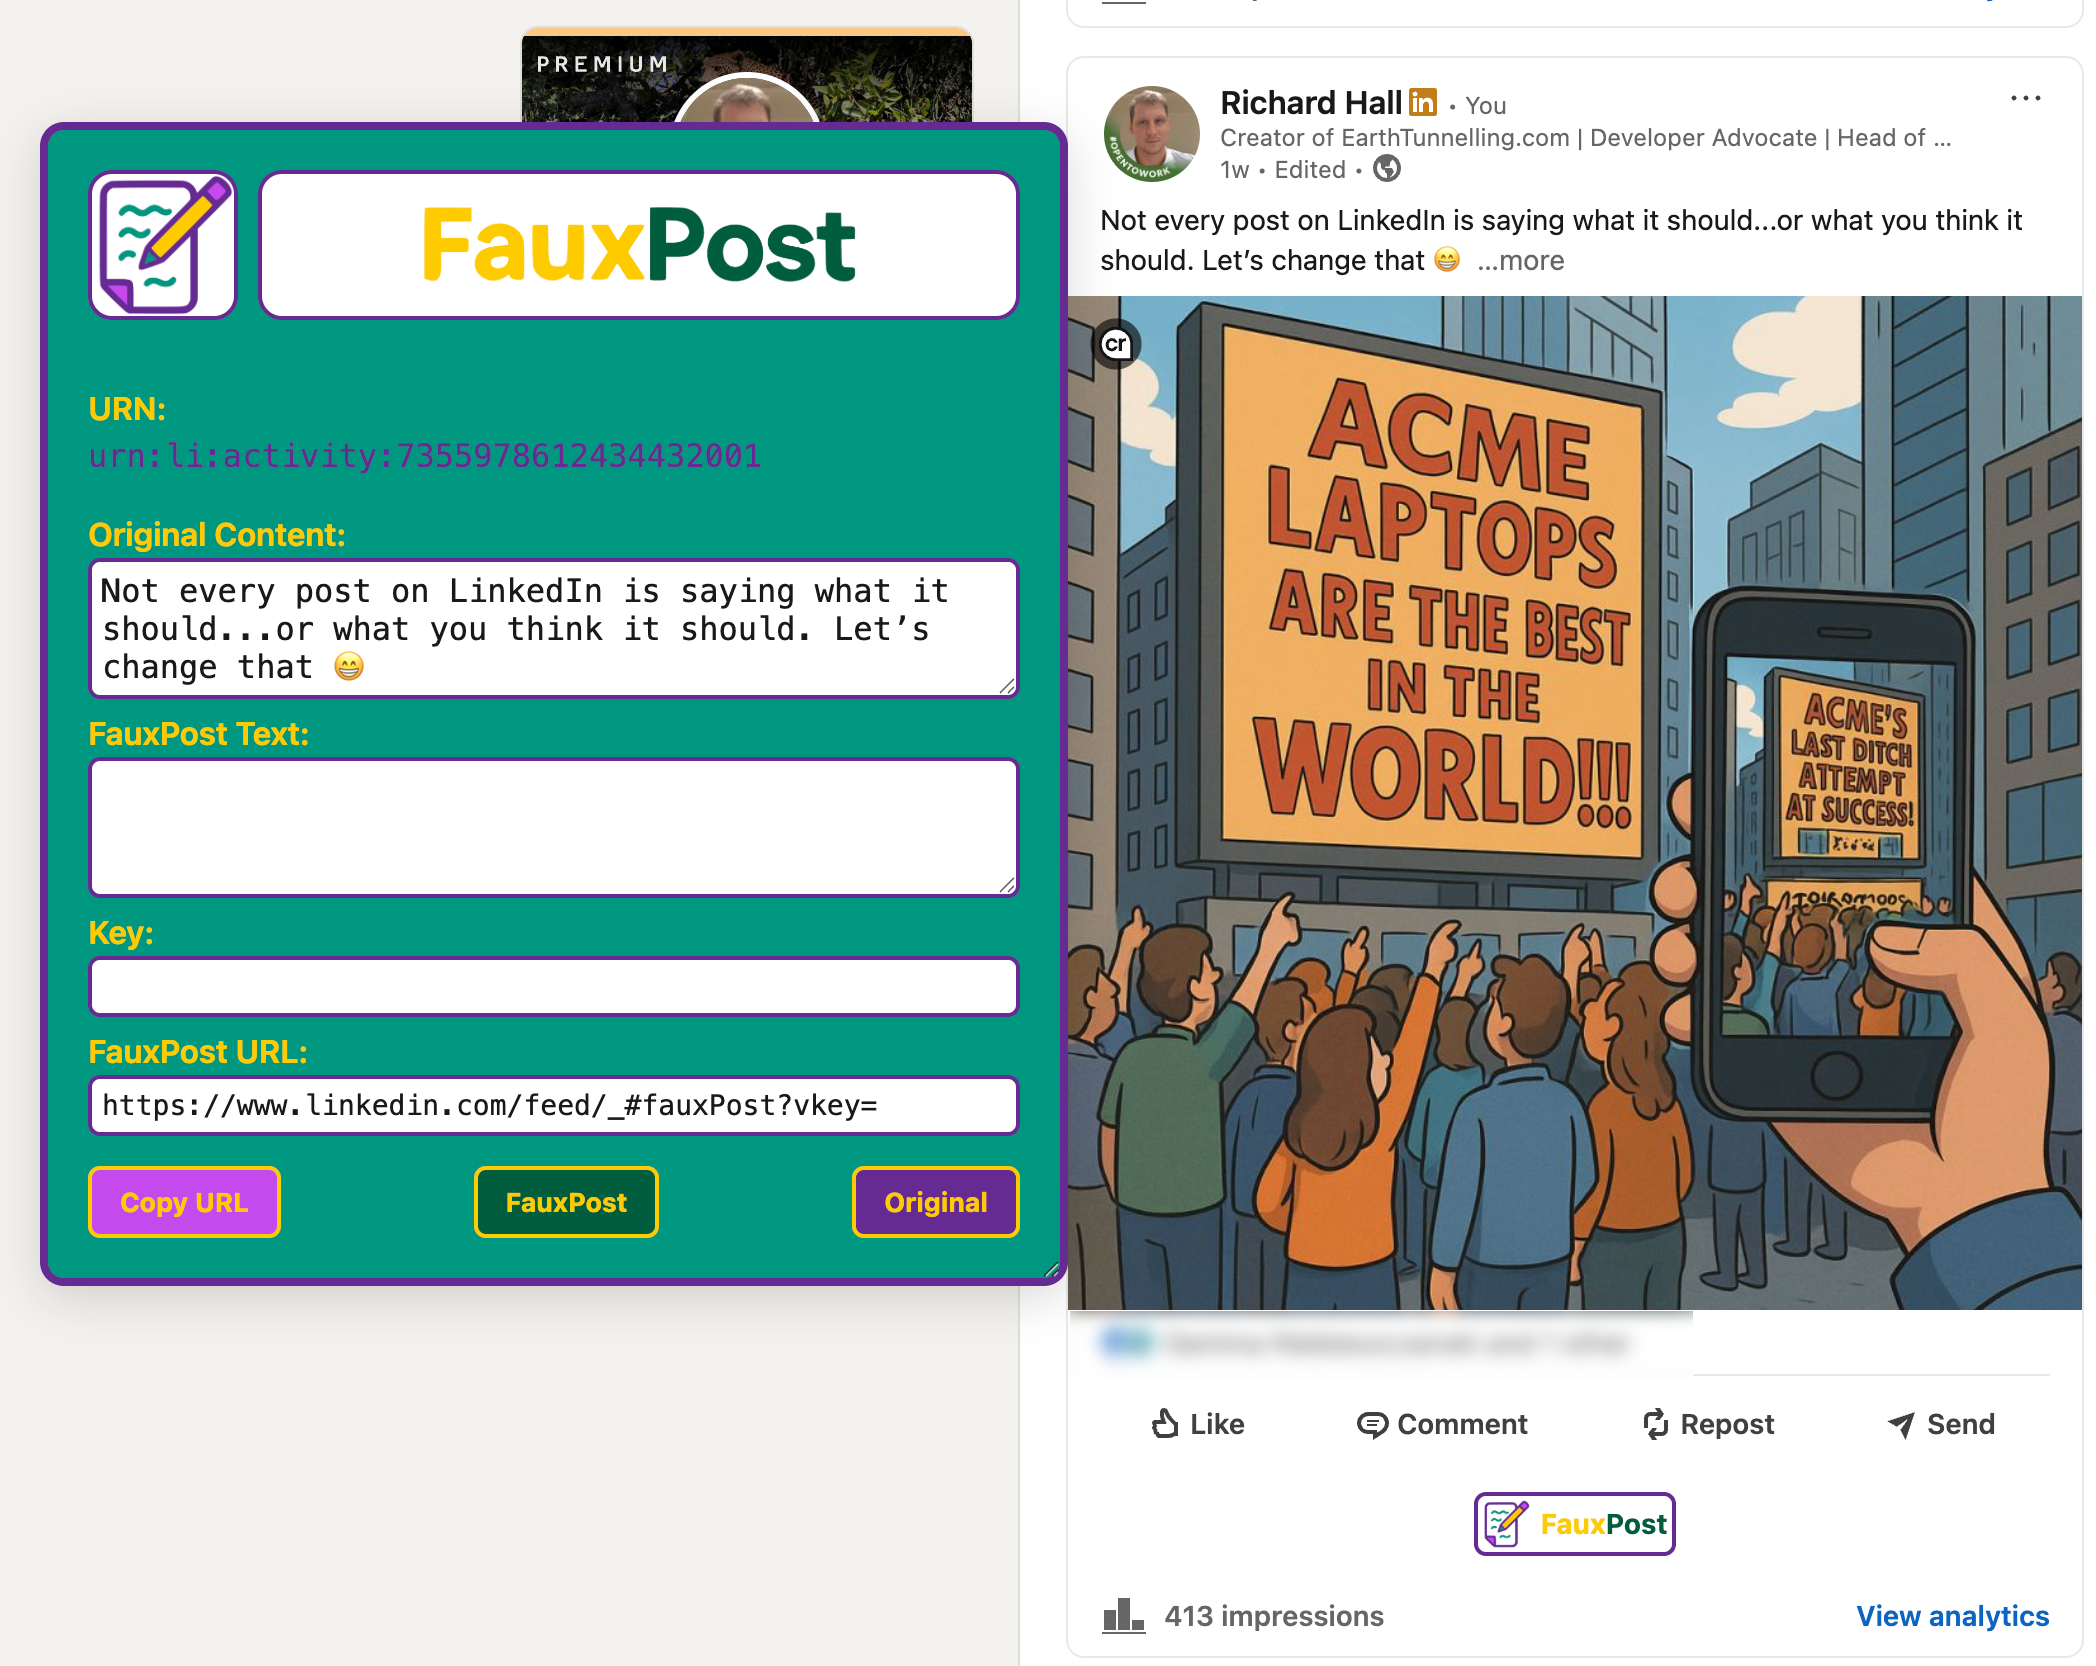 PREMIUM
FauxPost
URN:
urn:li:activity:7355978612434432001
Original Content:
Not every post on LinkedIn is saying what it
should...or what you think it should. Let’s
change that 😁
FauxPost Text:
Key:
FauxPost URL:
https://www.linkedin.com/feed/_#fauxPost?vkey=
Copy URL
FauxPost
Original
Richard Hall in • You
Creator of EarthTunnelling.com | Developer Advocate | Head of ...
1w • Edited •
#OPENTOWORK
Not every post on LinkedIn is saying what it should...or what you think it
should. Let’s change that 😁 ...more
cr
ACME
LAPTOPS
ARE THE BEST
IN THE
WORLD!!!
ACME'S
LAST DITCH
ATTEMPT
AT SUCCESS!
Like
Comment
Repost
Send
FauxPost
413 impressions
View analytics